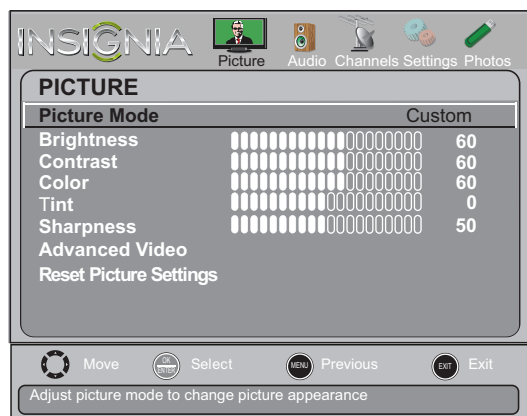 INSIGNIA
Picture Audio Channels Settings Photos
PICTURE
Picture Mode Custom
Brightness 60
Contrast 60
Color 60
Tint 0
Sharpness 50
Advanced Video
Reset Picture Settings
Move OK ENTER Select MENU Previous EXIT Exit
Adjust picture mode to change picture appearance